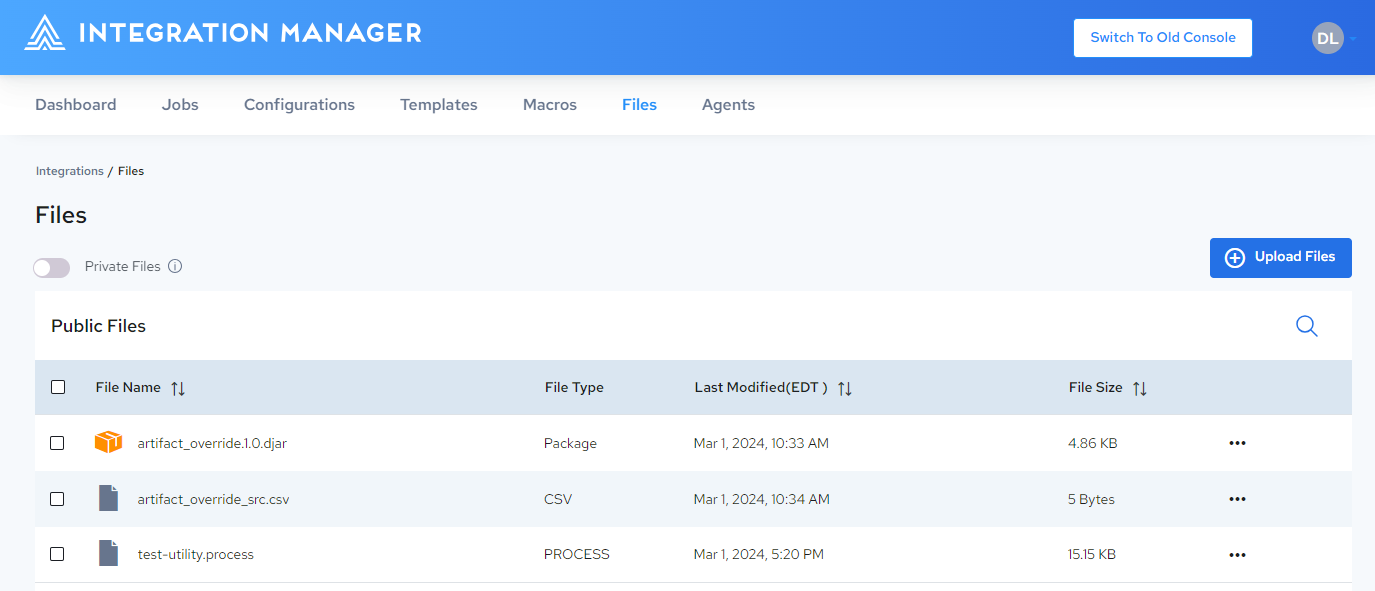 INTEGRATION MANAGER
Switch To Old Console
DL
Dashboard Jobs Configurations Templates Macros Files Agents
Integrations / Files
Files
Private Files
Upload Files
Public Files
File Name File Type Last Modified(EDT ) File Size
artifact_override.1.0.djar Package Mar 1, 2024, 10:33 AM 4.86 KB
artifact_override_src.csv CSV Mar 1, 2024, 10:34 AM 5 Bytes
test-utility.process PROCESS Mar 1, 2024, 5:20 PM 15.15 KB